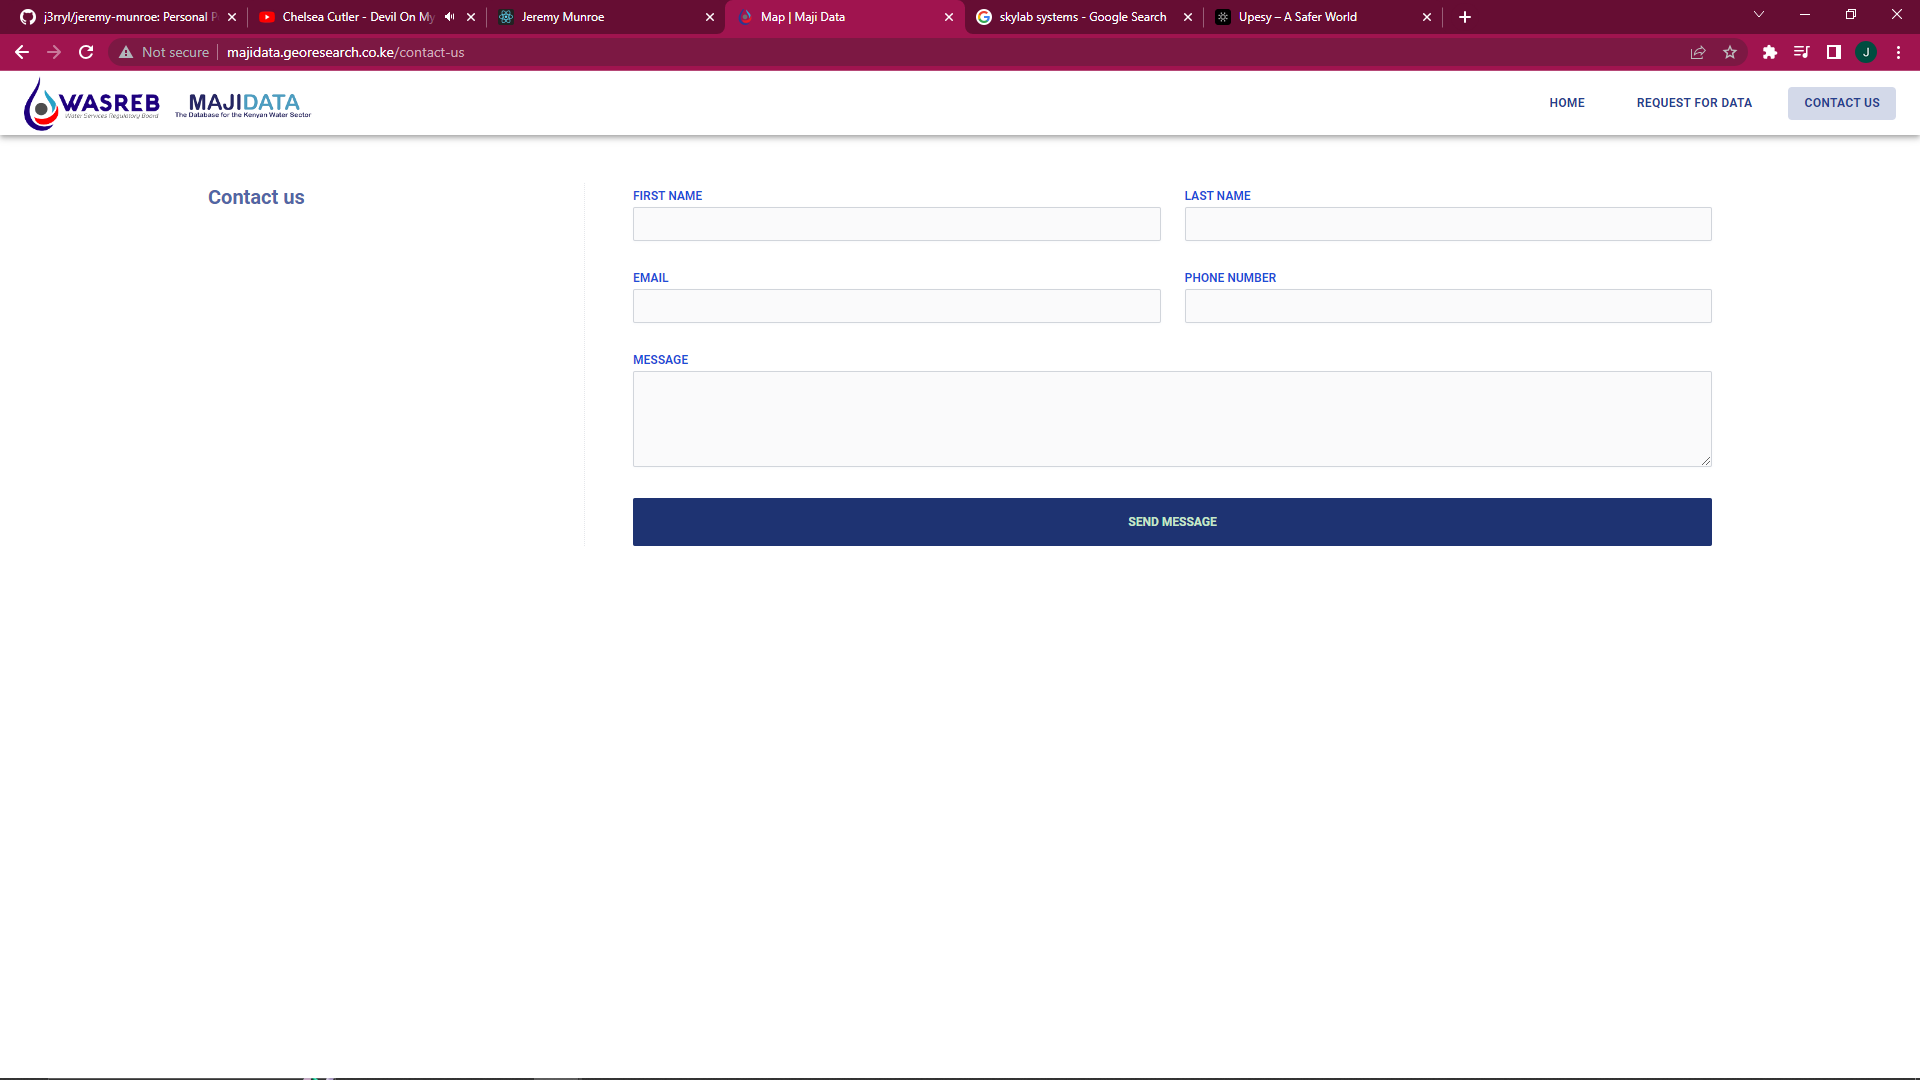 j3rryl/jeremy-munroe: Personal P
Chelsea Cutler - Devil On My
Jeremy Munroe
Map | Maji Data
skylab systems - Google Search
Upesy – A Safer World
Not secure
majidata.georesearch.co.ke/contact-us
J
WASREB
Water Services Regulatory Board
MAJIDATA
The Database for the Kenyan Water Sector
HOME
REQUEST FOR DATA
CONTACT US
Contact us
FIRST NAME
LAST NAME
EMAIL
PHONE NUMBER
MESSAGE
SEND MESSAGE